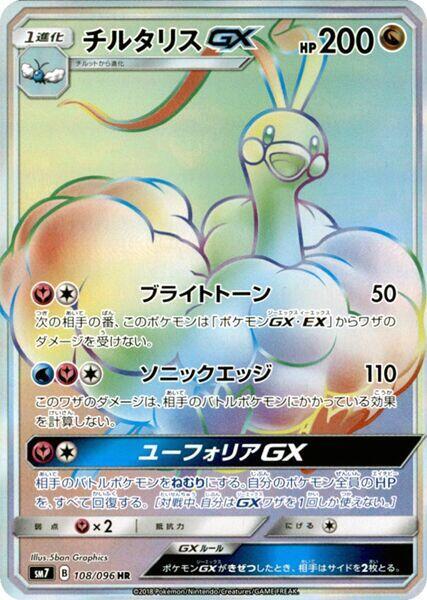 1進化 チルタリスGX HP200
チルットから進化
ブライトトーン 50
次の相手の番、このポケモンは「ポケモンGX・EX」からワザの
ダメージを受けない。
ソニックエッジ 110
このワザのダメージは、相手のバトルポケモンにかかっている効果
を計算しない。
ユーフォリアGX
相手のバトルポケモンをねむりにする。自分のポケモン全員のHP
を、すべて回復する。[対戦中、自分はGXワザを1回しか使えない。]
弱点 ×2 抵抗力 にげる
GXルール
Illus.5ban Graphics
ポケモンGXがきぜつしたとき、相手はサイドを2枚とる。
SM7 B 108/096 HR
©2018 Pokémon/Nintendo/Creatures/GAME FREAK.